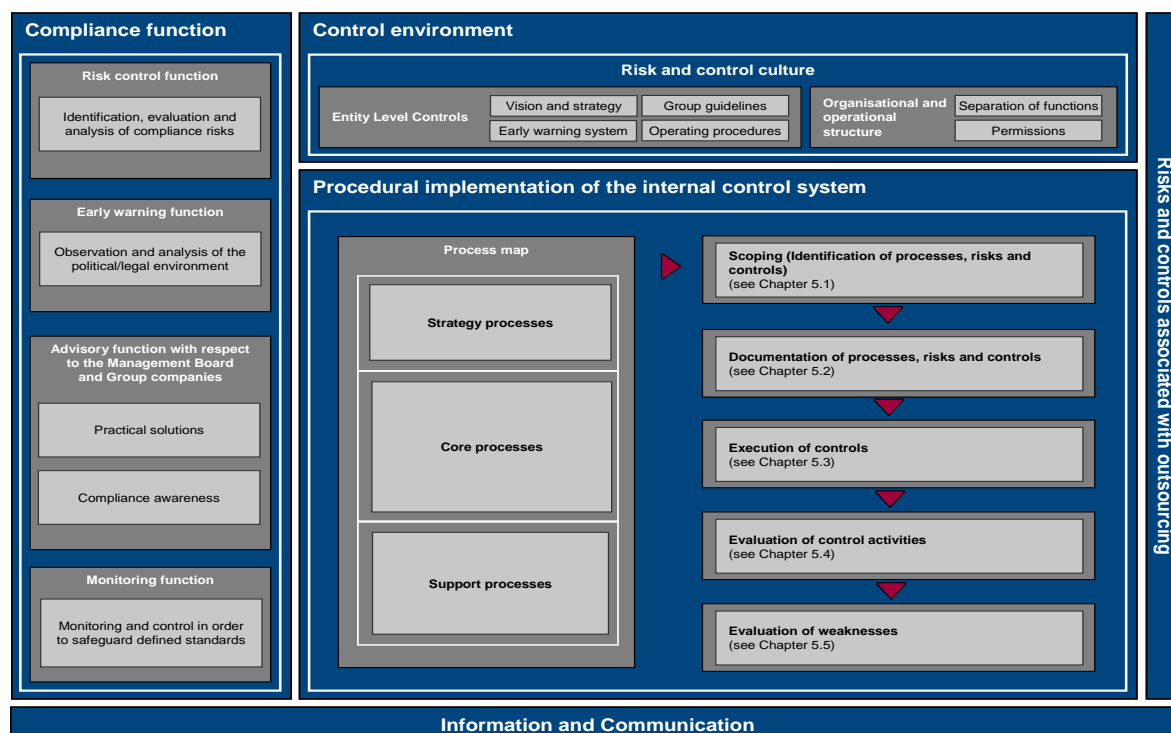 Compliance function
Risk control function
Identification, evaluation and
analysis of compliance risks
Early warning function
Observation and analysis of the
political/legal environment
Advisory function with respect
to the Management Board
and Group companies
Practical solutions
Compliance awareness
Monitoring function
Monitoring and control in order
to safeguard defined standards
Control environment
Risk and control culture
Entity Level Controls
Vision and strategy
Group guidelines
Early warning system
Operating procedures
Organisational and
operational
structure
Separation of functions
Permissions
Procedural implementation of the internal control system
Process map
Strategy processes
Core processes
Support processes
Scoping (Identification of processes, risks and
controls)
(see Chapter 5.1)
Documentation of processes, risks and controls
(see Chapter 5.2)
Execution of controls
(see Chapter 5.3)
Evaluation of control activities
(see Chapter 5.4)
Evaluation of weaknesses
(see Chapter 5.5)
Risks and controls associated with outsourcing
Information and Communication